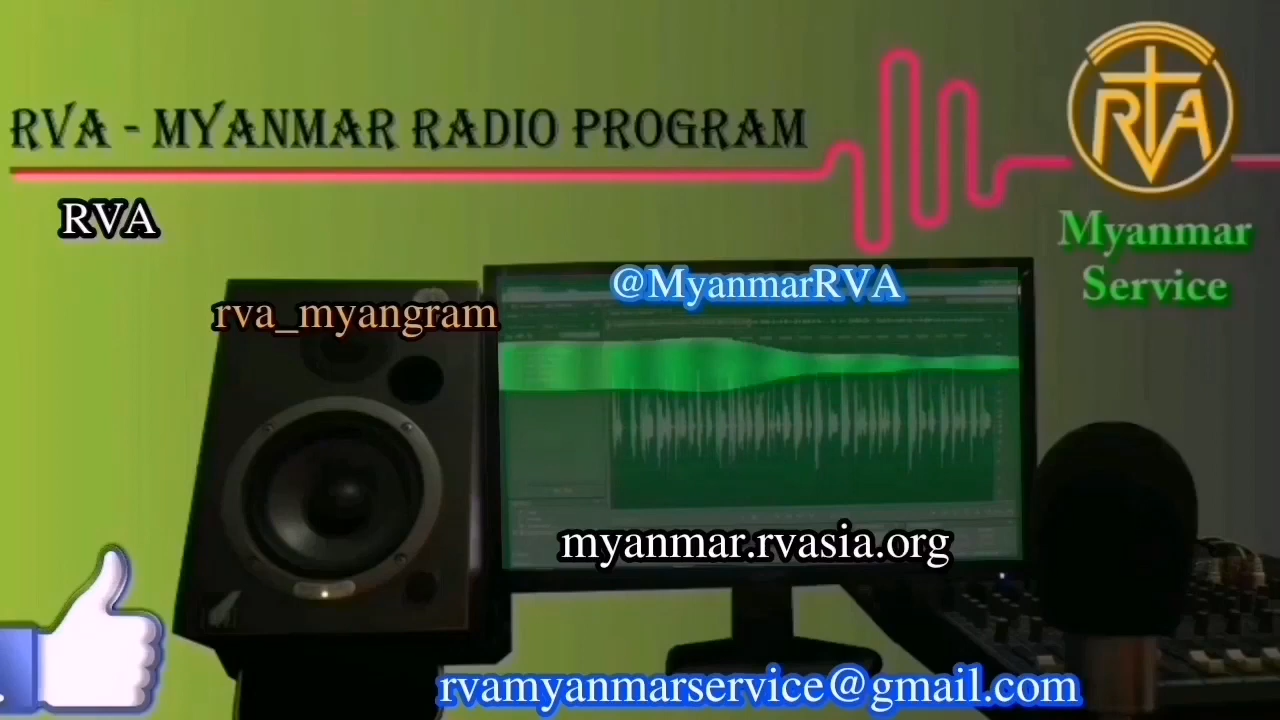 RVA - MYANMAR RADIO PROGRAM
RVA
Myanmar
Service
RVA
@MyanmarRVA
rva_myangram
myanmar.rvasia.org
rvamyanmarservice@gmail.com